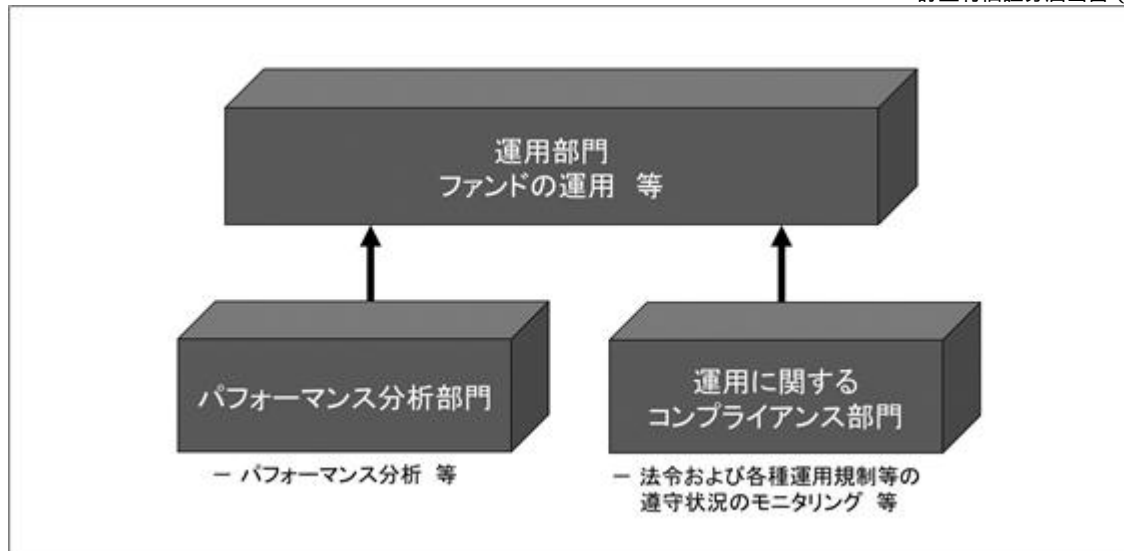 運用部門
ファンドの運用 等
パフォーマンス分析部門
運用に関する
コンプライアンス部門
― パフォーマンス分析 等
― 法令および各種運用規制等の
遵守状況のモニタリング 等